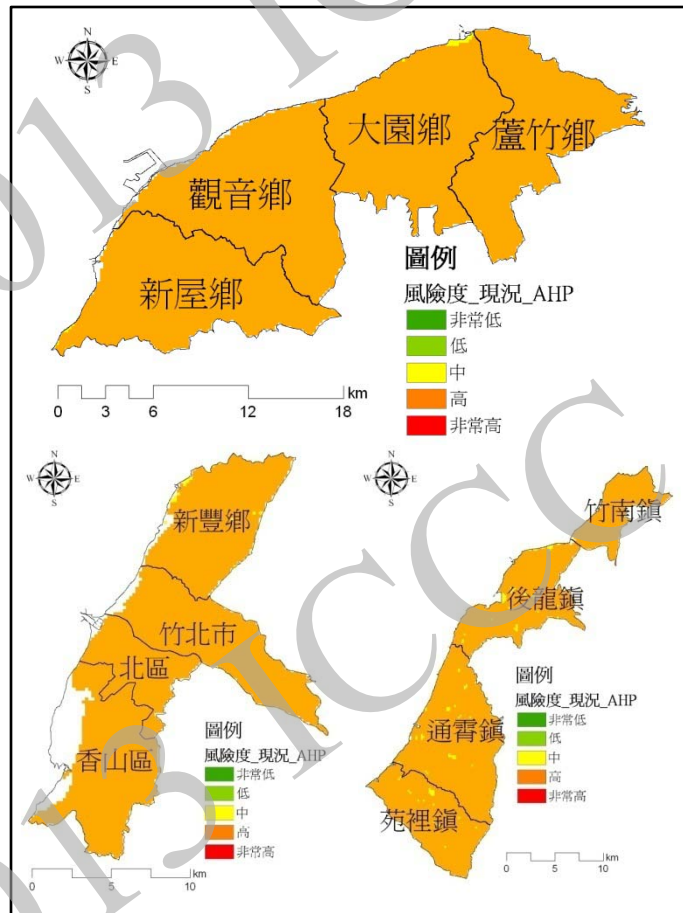 N
W E
S
大園鄉
蘆竹鄉
觀音鄉
新屋鄉
圖例
風險度_現況_AHP
非常低
低
中
高
非常高
km
0 3 6 12 18
N
W E
S
新豐鄉
竹北市
北區
香山區
圖例
風險度_現況_AHP
非常低
低
中
高
非常高
km
0 5 10
N
W E
S
竹南鎮
後龍鎮
通霄鎮
苑裡鎮
圖例
風險度_現況_AHP
非常低
低
中
高
非常高
km
0 5 10
2013 ICCC
2013 ICCC